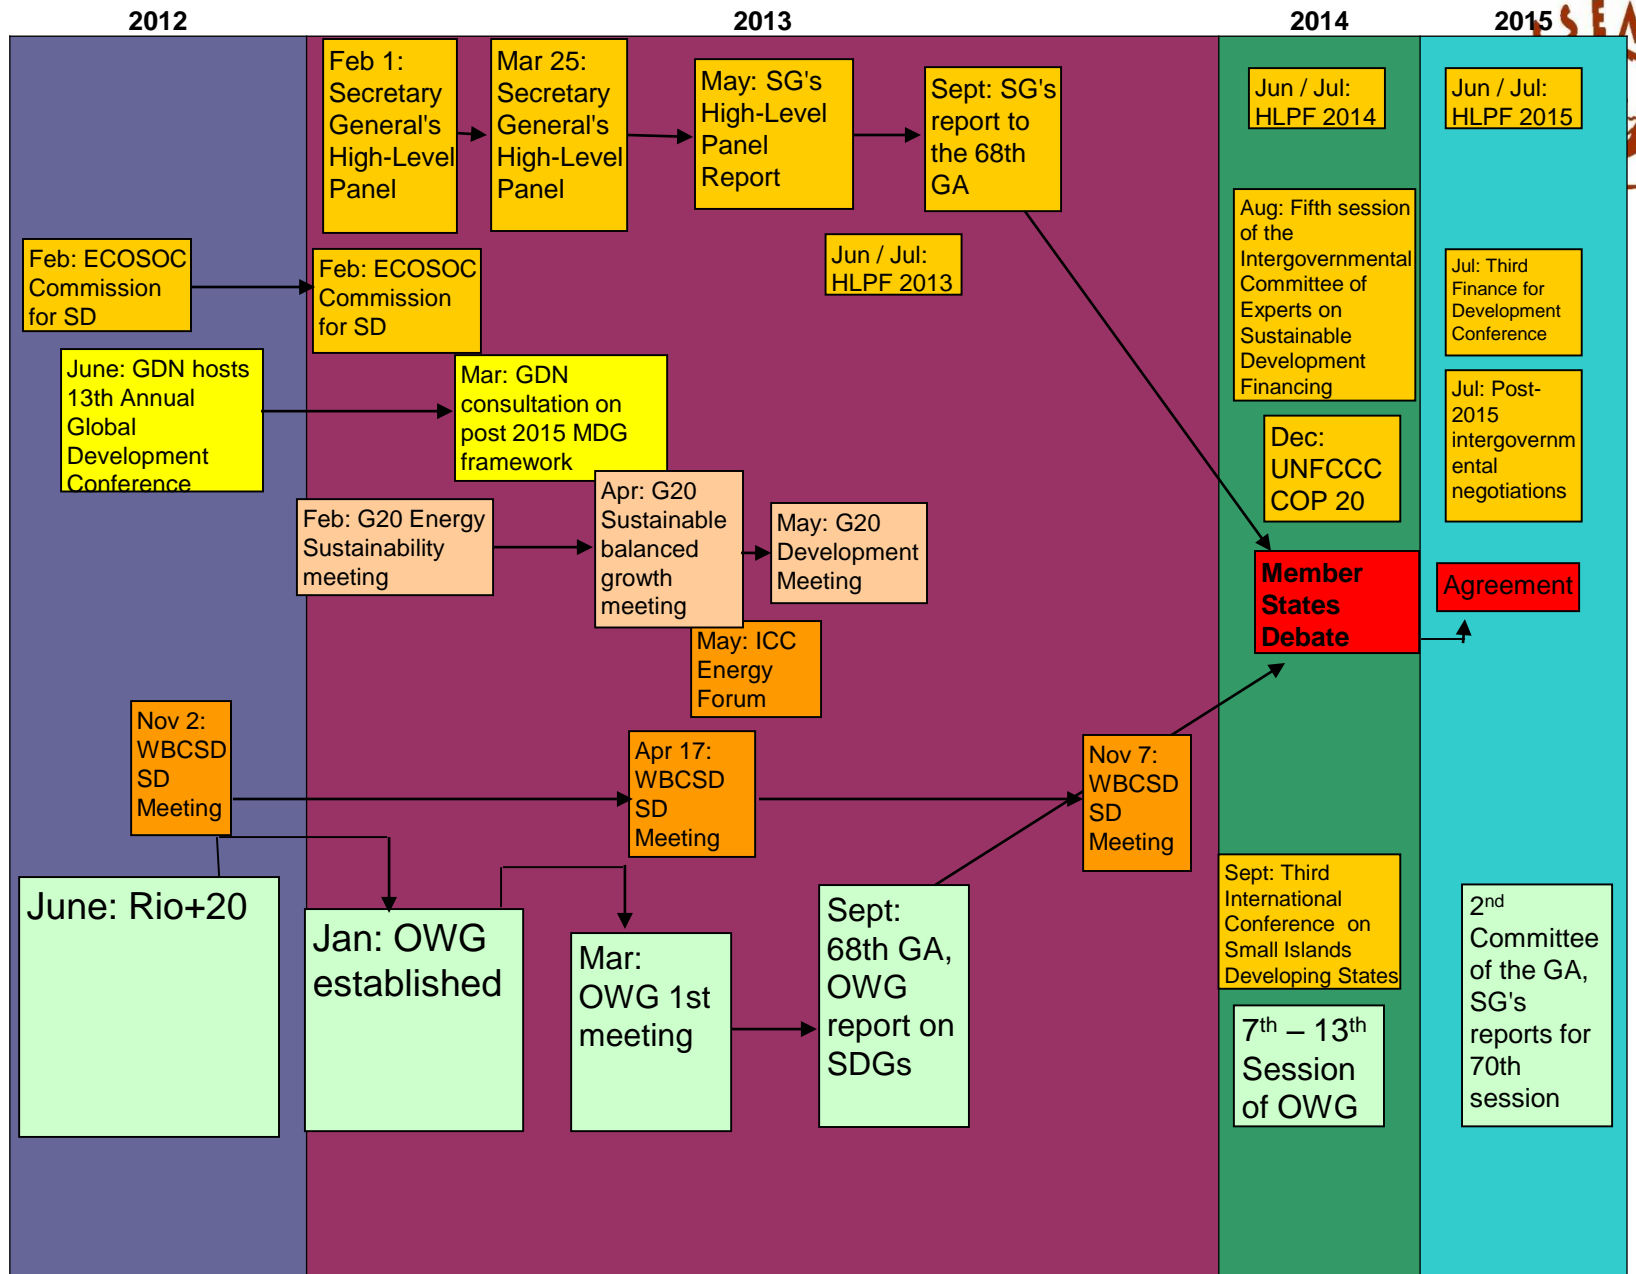 2012
2013
2014
2015
SEA
Feb 1:
Secretary
General's
High-Level
Panel
Mar 25:
Secretary
General's
High-Level
Panel
May: SG's
High-Level
Panel
Report
Sept: SG's
report to
the 68th
GA
Jun / Jul:
HLPF 2014
Jun / Jul:
HLPF 2015
Feb: ECOSOC
Commission
for SD
Feb: ECOSOC
Commission
for SD
Jun / Jul:
HLPF 2013
Aug: Fifth session
of the
Intergovernmental
Committee of
Experts on
Sustainable
Development
Financing
Jul: Third
Finance for
Development
Conference
June: GDN hosts
13th Annual
Global
Development
Conference
Mar: GDN
consultation on
post 2015 MDG
framework
Dec:
UNFCCC
COP 20
Jul: Post-
2015
intergovernm
ental
negotiations
Feb: G20 Energy
Sustainability
meeting
Apr: G20
Sustainable
balanced
growth
meeting
May: G20
Development
Meeting
Member
States
Debate
Agreement
May: ICC
Energy
Forum
Nov 2:
WBCSD
SD
Meeting
Apr 17:
WBCSD
SD
Meeting
Nov 7:
WBCSD
SD
Meeting
June: Rio+20
Jan: OWG
established
Mar:
OWG 1st
meeting
Sept:
68th GA,
OWG
report on
SDGs
Sept: Third
International
Conference on
Small Islands
Developing States
7th – 13th
Session
of OWG
2nd
Committee
of the GA,
SG's
reports for
70th
session